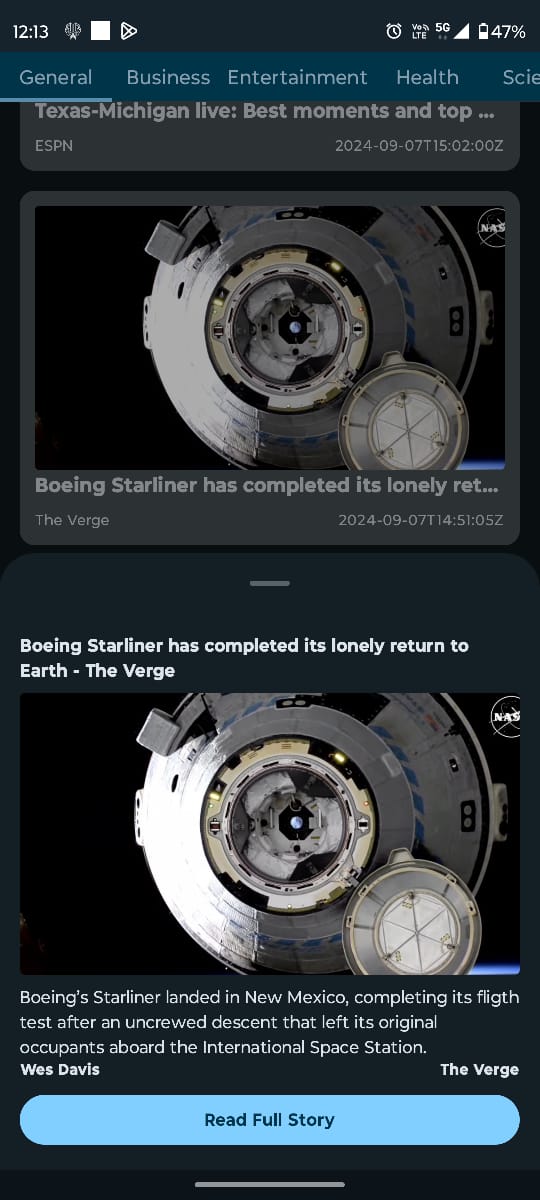 12:13
Vo))
LTE
5G
47%
General Business Entertainment Health Scie
Texas-Michigan live: Best moments and top ...
ESPN 2024-09-07T15:02:00Z
NAS
Boeing Starliner has completed its lonely ret...
The Verge 2024-09-07T14:51:05Z
Boeing Starliner has completed its lonely return to
Earth - The Verge
NAS
Boeing's Starliner landed in New Mexico, completing its fligth
test after an uncrewed descent that left its original
occupants aboard the International Space Station.
Wes Davis The Verge
Read Full Story